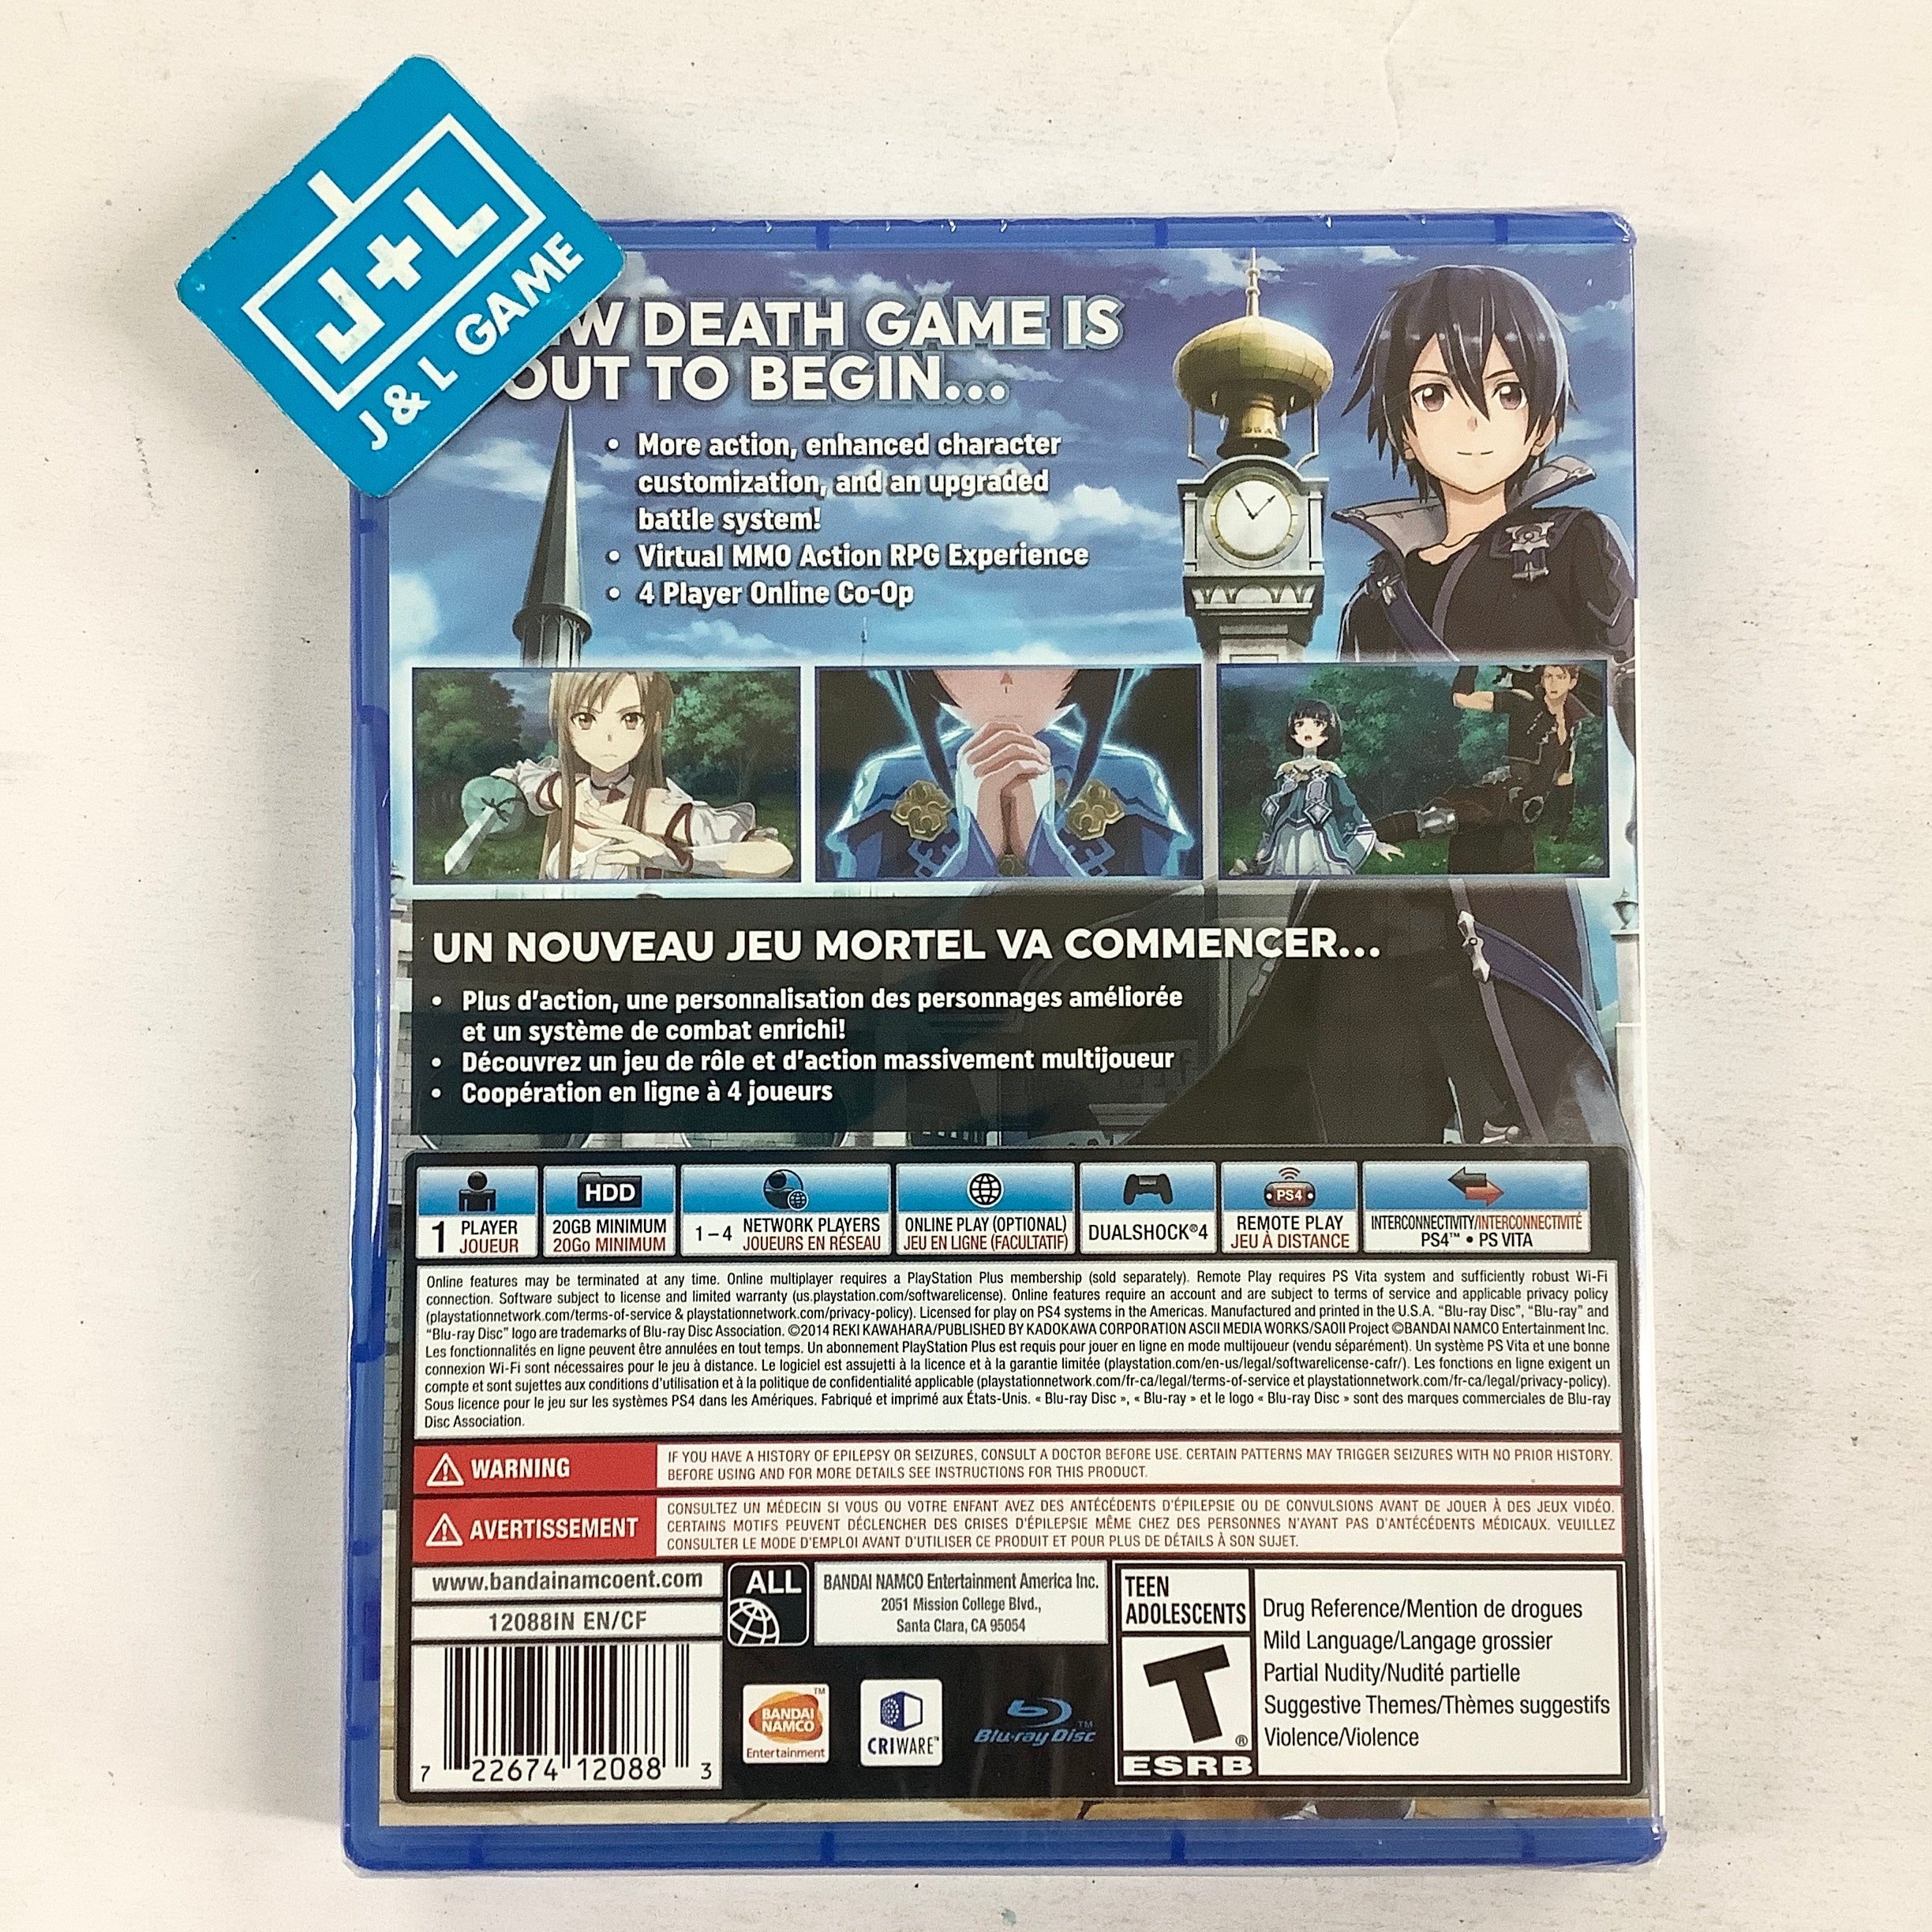 J+L
J & L GAME
DEATH GAME IS
TO BEGIN...
• More action, enhanced character
customization, and an upgraded
battle system!
• Virtual MMO Action RPG Experience
• 4 Player Online Co-Op
UN NOUVEAU JEU MORTEL VA COMMENCER...
• Plus d'action, une personnalisation des personnages améliorée
et un système de combat enrichi!
• Découvrez un jeu de rôle et d'action massivement multijoueur
• Coopération en ligne à 4 joueurs
1 PLAYER
JOUEUR
HDD
20GB MINIMUM
20Go MINIMUM
1-4 NETWORK PLAYERS
JOUEURS EN RÉSEAU
ONLINE PLAY (OPTIONAL)
JEU EN LIGNE (FACULTATIF)
DUALSHOCK®4
PS4
REMOTE PLAY
JEU À DISTANCE
INTERCONNECTIVITY/INTERCONNECTIVITÉ
PS4™ • PS VITA
Online features may be terminated at any time. Online multiplayer requires a PlayStation Plus membership (sold separately). Remote Play requires PS Vita system and sufficiently robust Wi-Fi
connection. Software subject to license and limited warranty (us.playstation.com/softwarelicense). Online features require an account and are subject to terms of service and applicable privacy policy
(playstationnetwork.com/terms-of-service & playstationnetwork.com/privacy-policy). Licensed for play on PS4 systems in the Americas. Manufactured and printed in the U.S.A. "Blu-ray Disc", "Blu-ray" and
"Blu-ray Disc" logo are trademarks of Blu-ray Disc Association. ©2014 REKI KAWAHARA/PUBLISHED BY KADOKAWA CORPORATION ASCII MEDIA WORKS/SAOII Project ©BANDAI NAMCO Entertainment Inc.
Les fonctionnalités en ligne peuvent être annulées en tout temps. Un abonnement PlayStation Plus est requis pour jouer en ligne en mode multijoueur (vendu séparément). Un système PS Vita et une bonne
connexion Wi-Fi sont nécessaires pour le jeu à distance. Le logiciel est assujetti à la licence et à la garantie limitée (playstation.com/en-us/legal/softwarelicense-cafr/). Les fonctions en ligne exigent un
compte et sont sujettes aux conditions d'utilisation et à la politique de confidentialité applicable (playstationnetwork.com/fr-ca/legal/terms-of-service et playstationnetwork.com/fr-ca/legal/privacy-policy).
Sous licence pour le jeu sur les systèmes PS4 dans les Amériques. Fabriqué et imprimé aux États-Unis. « Blu-ray Disc », « Blu-ray » et le logo « Blu-ray Disc » sont des marques commerciales de Blu-ray
Disc Association.
WARNING
IF YOU HAVE A HISTORY OF EPILEPSY OR SEIZURES, CONSULT A DOCTOR BEFORE USE. CERTAIN PATTERNS MAY TRIGGER SEIZURES WITH NO PRIOR HISTORY.
BEFORE USING AND FOR MORE DETAILS SEE INSTRUCTIONS FOR THIS PRODUCT.
AVERTISSEMENT
CONSULTEZ UN MÉDECIN SI VOUS OU VOTRE ENFANT AVEZ DES ANTÉCÉDENTS D'ÉPILEPSIE OU DE CONVULSIONS AVANT DE JOUER À DES JEUX VIDÉO.
CERTAINS MOTIFS PEUVENT DÉCLENCHER DES CRISES D'ÉPILEPSIE MÊME CHEZ DES PERSONNES N'AYANT PAS D'ANTÉCÉDENTS MÉDICAUX. VEUILLEZ
CONSULTER LE MODE D'EMPLOI AVANT D'UTILISER CE PRODUIT ET POUR PLUS DE DÉTAILS À SON SUJET.
www.bandainamcoent.com
12088IN EN/CF
7 22674 12088 3
ALL
BANDAI NAMCO Entertainment America Inc.
2051 Mission College Blvd.,
Santa Clara, CA 95054
BANDAI
NAMCO
Entertainment
™
CRIWARE™
Blu-ray Disc™
TEEN
ADOLESCENTS
T
®
ESRB
Drug Reference/Mention de drogues
Mild Language/Langage grossier
Partial Nudity/Nudité partielle
Suggestive Themes/Thèmes suggestifs
Violence/Violence